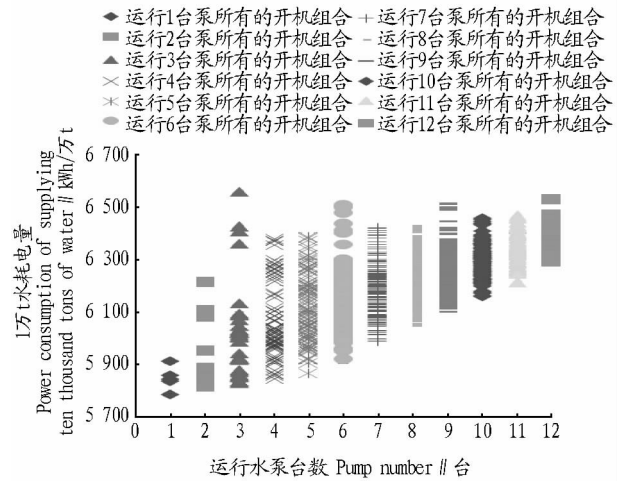 运行1台泵所有的开机组合 运行7台泵所有的开机组合
运行2台泵所有的开机组合 运行8台泵所有的开机组合
运行3台泵所有的开机组合 运行9台泵所有的开机组合
运行4台泵所有的开机组合 运行10台泵所有的开机组合
运行5台泵所有的开机组合 运行11台泵所有的开机组合
运行6台泵所有的开机组合 运行12台泵所有的开机组合
1万t水耗电量
Power consumption of supplying
ten thousand tons of water∥kWh/万t
6 700
6 500
6 300
6 100
5 900
5 700
0 1 2 3 4 5 6 7 8 9 10 11 12
运行水泵台数 Pump number∥台